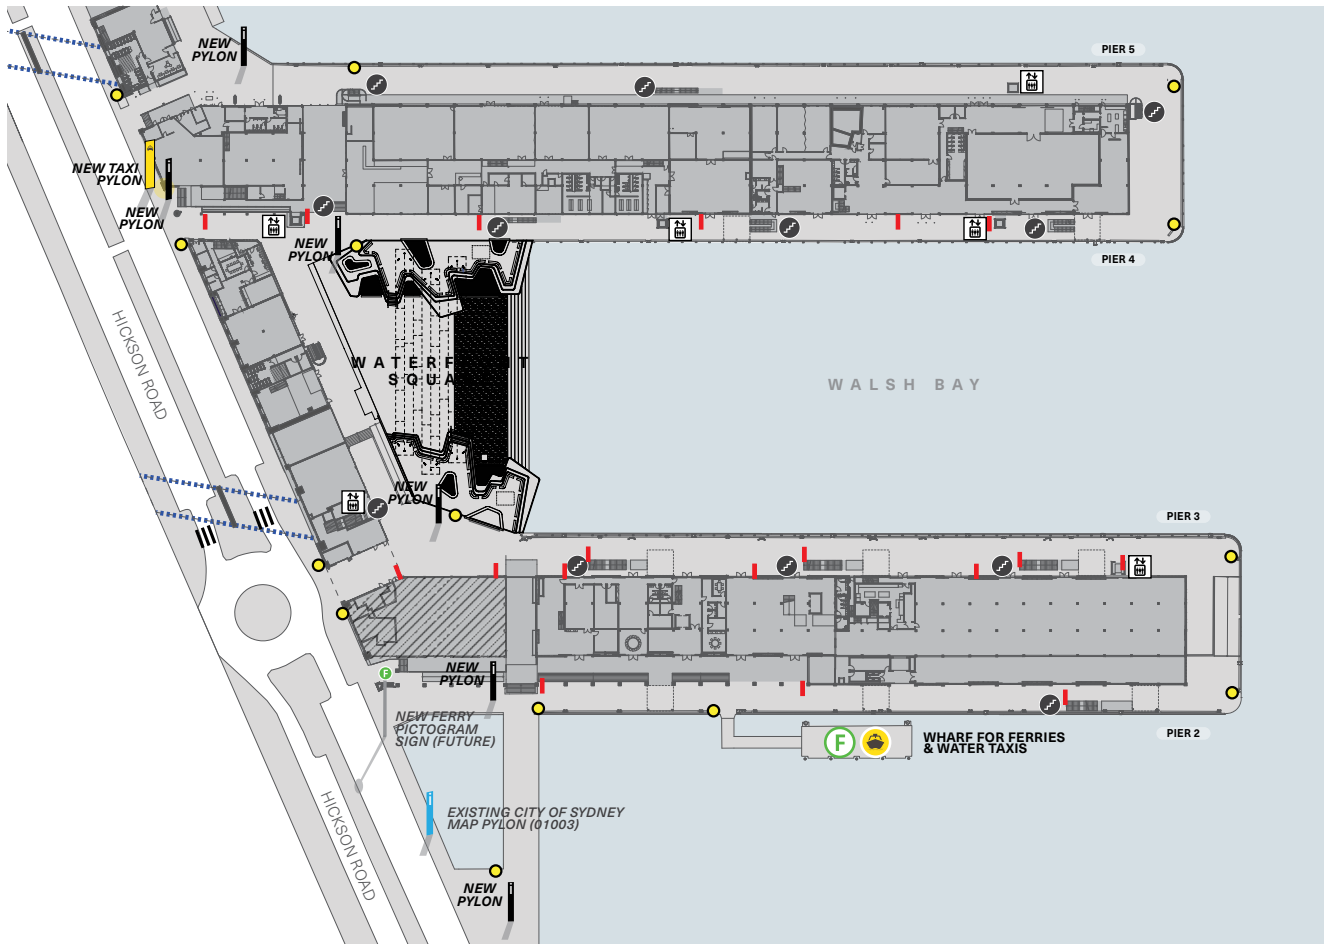 NEW
PYLON
PIER 5
NEW TAXI
PYLON
NEW
PYLON
NEW
PYLON
PIER 4
HICKSON ROAD
WATERFRONT
SQUARE
WALSH BAY
NEW
PYLON
PIER 3
F
NEW
PYLON
NEW FERRY
PICTOGRAM
SIGN (FUTURE)
PIER 2
F
WHARF FOR FERRIES
& WATER TAXIS
HICKSON ROAD
i
EXISTING CITY OF SYDNEY
MAP PYLON (01003)
NEW
PYLON